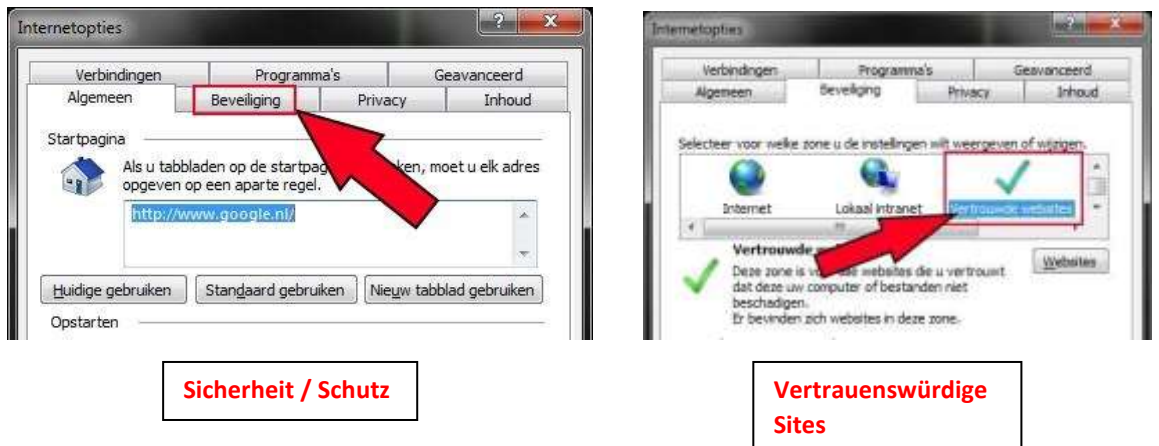 Internetopties
Verbindingen Programma's Geavanceerd
Algemeen Beveiliging Privacy Inhoud
Startpagina
Als u tabbladen op de startpag ken, moet u elk adres
opgeven op een aparte regel.
http://www.google.nl/
Huidige gebruiken Standaard gebruiken Nieuw tabblad gebruiken
Opstarten
Sicherheit / Schutz
Internetopties
Verbindingen Programma's Geavanceerd
Algemeen Beveiliging Privacy Inhoud
Selecteer voor welke zone u de instellingen wilt weergeven of wijzigen.
Internet Lokaal intranet Vertrouwde websites
Vertrouwde
Deze zone is websites die u vertrouwt
dat deze uw computer of bestanden niet
beschadigen.
Er bevinden zich websites in deze zone.
Websites
Vertrauenswürdige
Sites